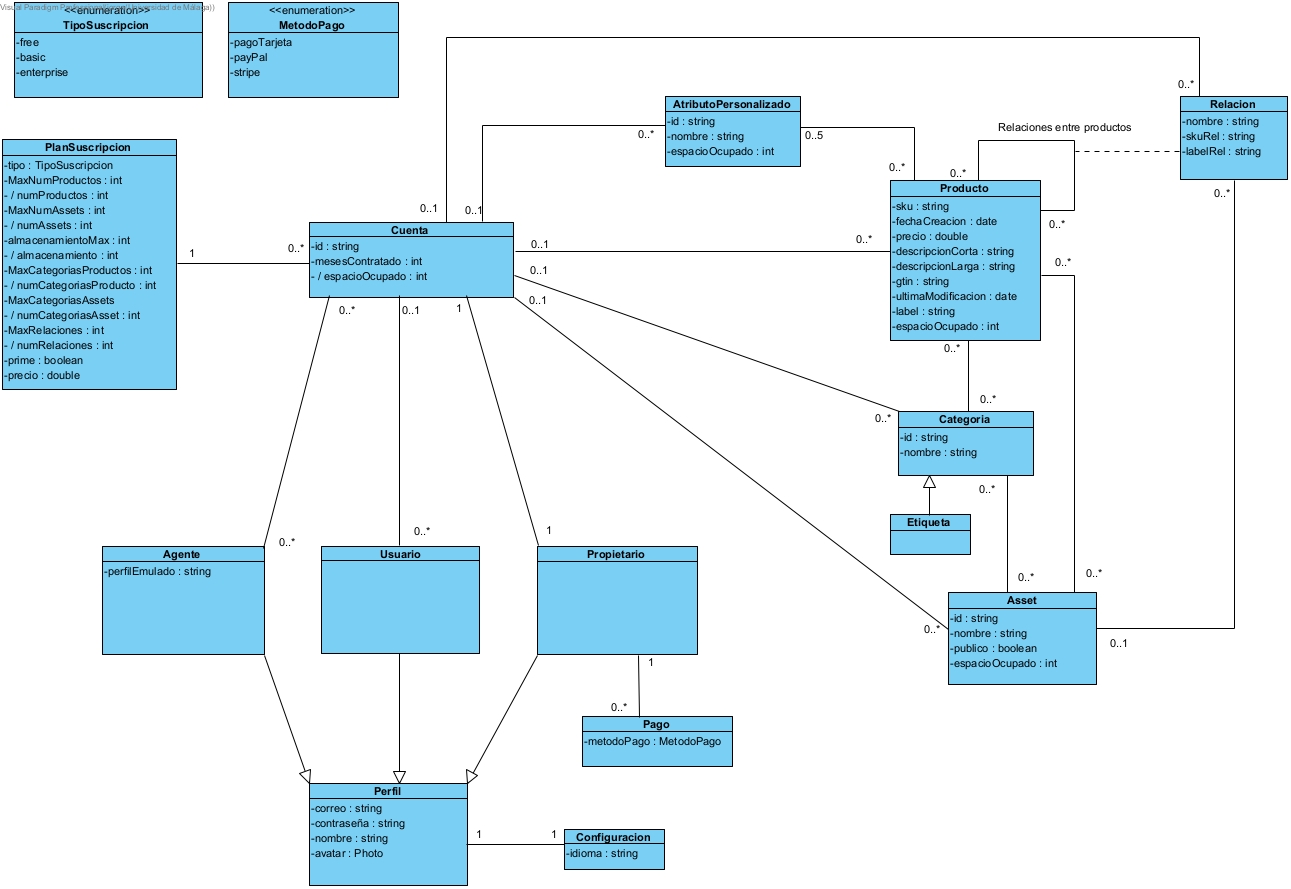 <<enumeration>>
TipoSuscripcion
-free
-basic
-enterprise
<<enumeration>>
MetodoPago
-pagoTarjeta
-payPal
-stripe
PlanSuscripcion
-tipo : TipoSuscripcion
-MaxNumProductos : int
- / numProductos : int
-MaxNumAssets : int
- / numAssets : int
-almacenamientoMax : int
- / almacenamiento : int
-MaxCategoriasProductos : int
- / numCategoriasProducto : int
-MaxCategoriasAssets
- / numCategoriasAsset : int
-MaxRelaciones : int
- / numRelaciones : int
-prime : boolean
-precio : double
1
0..*
Cuenta
-id : string
-mesesContratado : int
- / espacioOcupado : int
0..1
0..1
0..1
0..1
0..1
0..*
0..1
1
AtributoPersonalizado
-id : string
-nombre : string
-espacioOcupado : int
0..*
0..5
0..*
Relaciones entre productos
0..*
0..*
Relacion
-nombre : string
-skuRel : string
-labelRel : string
0..*
0..*
Producto
-sku : string
-fechaCreacion : date
-precio : double
-descripcionCorta : string
-descripcionLarga : string
-gtin : string
-ultimaModificacion : date
-label : string
-espacioOcupado : int
0..*
0..*
0..*
0..*
0..*
Categoria
-id : string
-nombre : string
0..*
Etiqueta
0..*
0..*
0..*
Asset
-id : string
-nombre : string
-publico : boolean
-espacioOcupado : int
0..1
0..*
Agente
-perfilEmulado : string
0..*
Usuario
1
Propietario
1
0..*
Pago
-metodoPago : MetodoPago
Perfil
-correo : string
-contraseña : string
-nombre : string
-avatar : Photo
1
1
Configuracion
-idioma : string